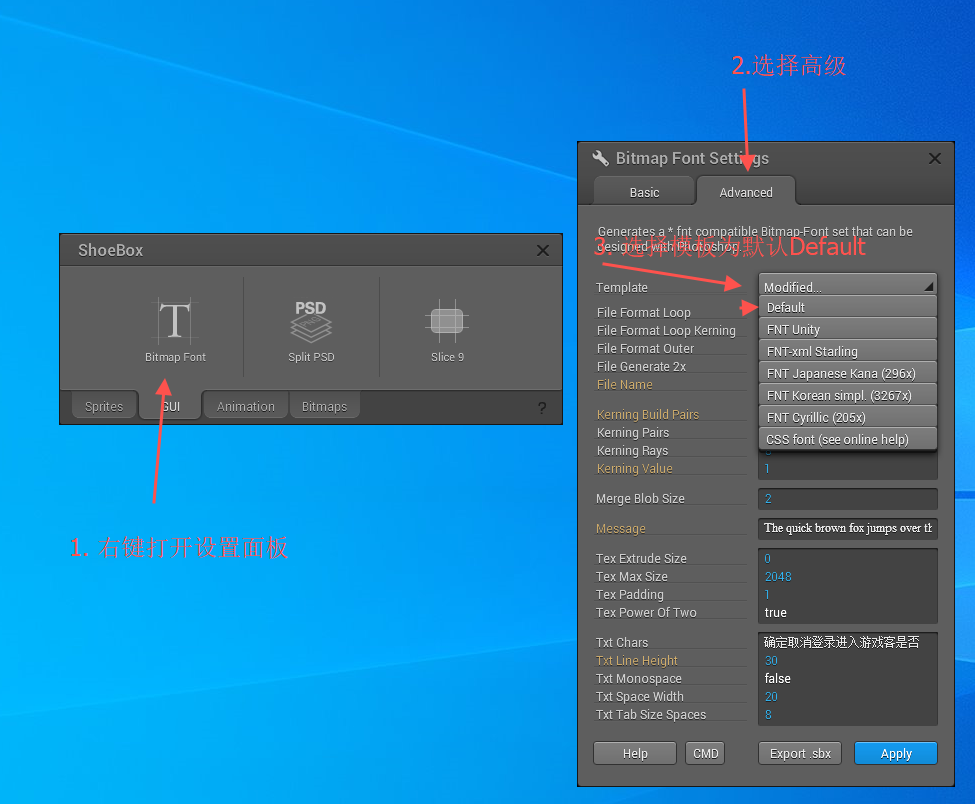 2.选择高级
Bitmap Font Settings
Basic
Advanced
Generates a *.fnt compatible Bitmap-Font set that can be
designed with Photoshop.
3. 选择模板为默认Default
Template
Modified...
Default
FNT Unity
FNT-xml Starling
FNT Japanese Kana (296x)
FNT Korean simpl. (3267x)
FNT Cyrillic (205x)
CSS font (see online help)
File Format Loop
File Format Loop Kerning
File Format Outer
File Generate 2x
File Name
Kerning Build Pairs
Kerning Pairs
Kerning Rays
Kerning Value
1
Merge Blob Size
2
Message
The quick brown fox jumps over th
Tex Extrude Size
0
Tex Max Size
2048
Tex Padding
1
Tex Power Of Two
true
Txt Chars
确定取消登录进入游戏客是否
Txt Line Height
30
Txt Monospace
false
Txt Space Width
20
Txt Tab Size Spaces
8
Help
CMD
Export .sbx
Apply
ShoeBox
Bitmap Font
PSD
Split PSD
Slice 9
Sprites
GUI
Animation
Bitmaps
?
1. 右键打开设置面板